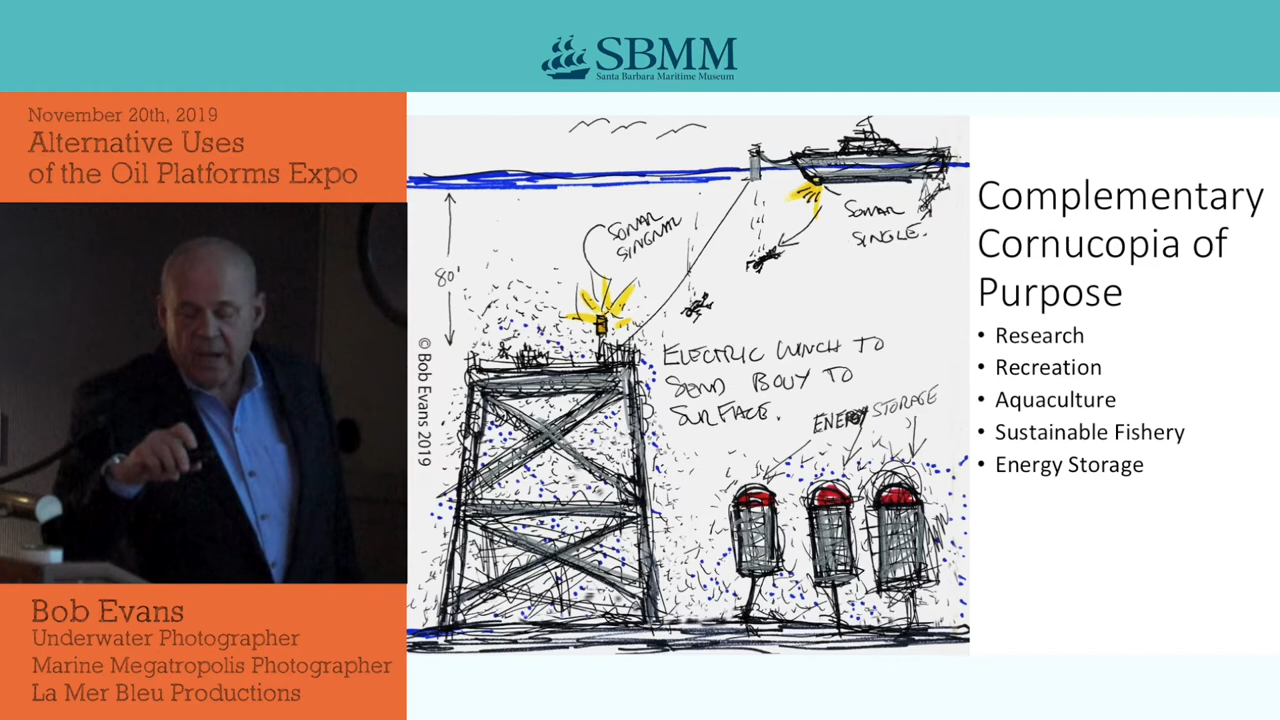 SBMM
Santa Barbara Maritime Museum
November 20th, 2019
Alternative Uses
of the Oil Platforms Expo
Bob Evans
Underwater Photographer
Marine Megatropolis Photographer
La Mer Bleu Productions
SONAR
SINGNAL
SONAR
SINGLE.
80'
© Bob Evans 2019
ELECTRIC WINCH TO
SEND BOUY TO
SURFACE.
ENERGY STORAGE
Complementary
Cornucopia of
Purpose
• Research
• Recreation
• Aquaculture
• Sustainable Fishery
• Energy Storage